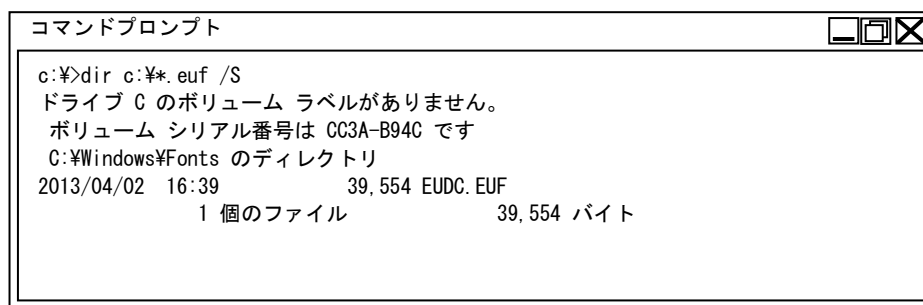 コマンドプロンプト
c:¥>dir c:¥*.euf /S
ドライブ C のボリューム ラベルがありません。
ボリューム シリアル番号は CC3A-B94C です
C:¥Windows¥Fonts のディレクトリ
2013/04/02  16:39            39,554 EUDC.EUF
1 個のファイル            39,554 バイト